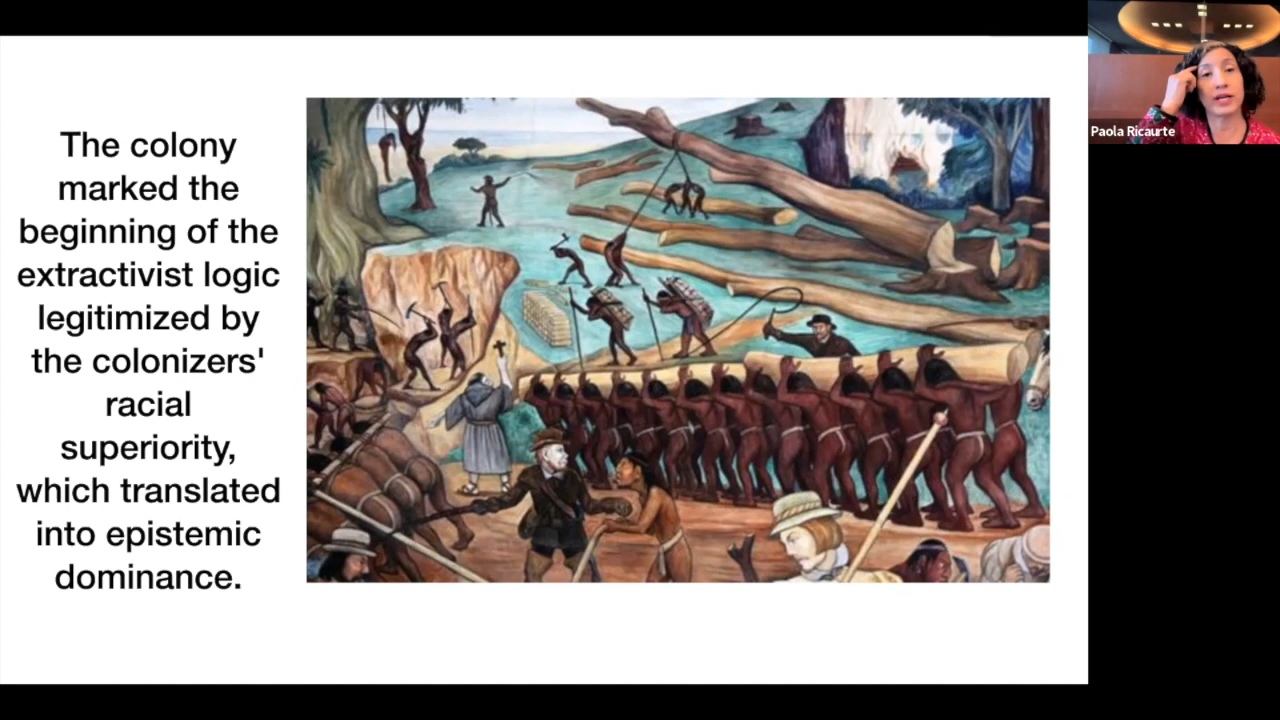 The colony
marked the
beginning of the
extractivist logic
legitimized by
the colonizers'
racial
superiority,
which translated
into epistemic
dominance.
Paola Ricaurte